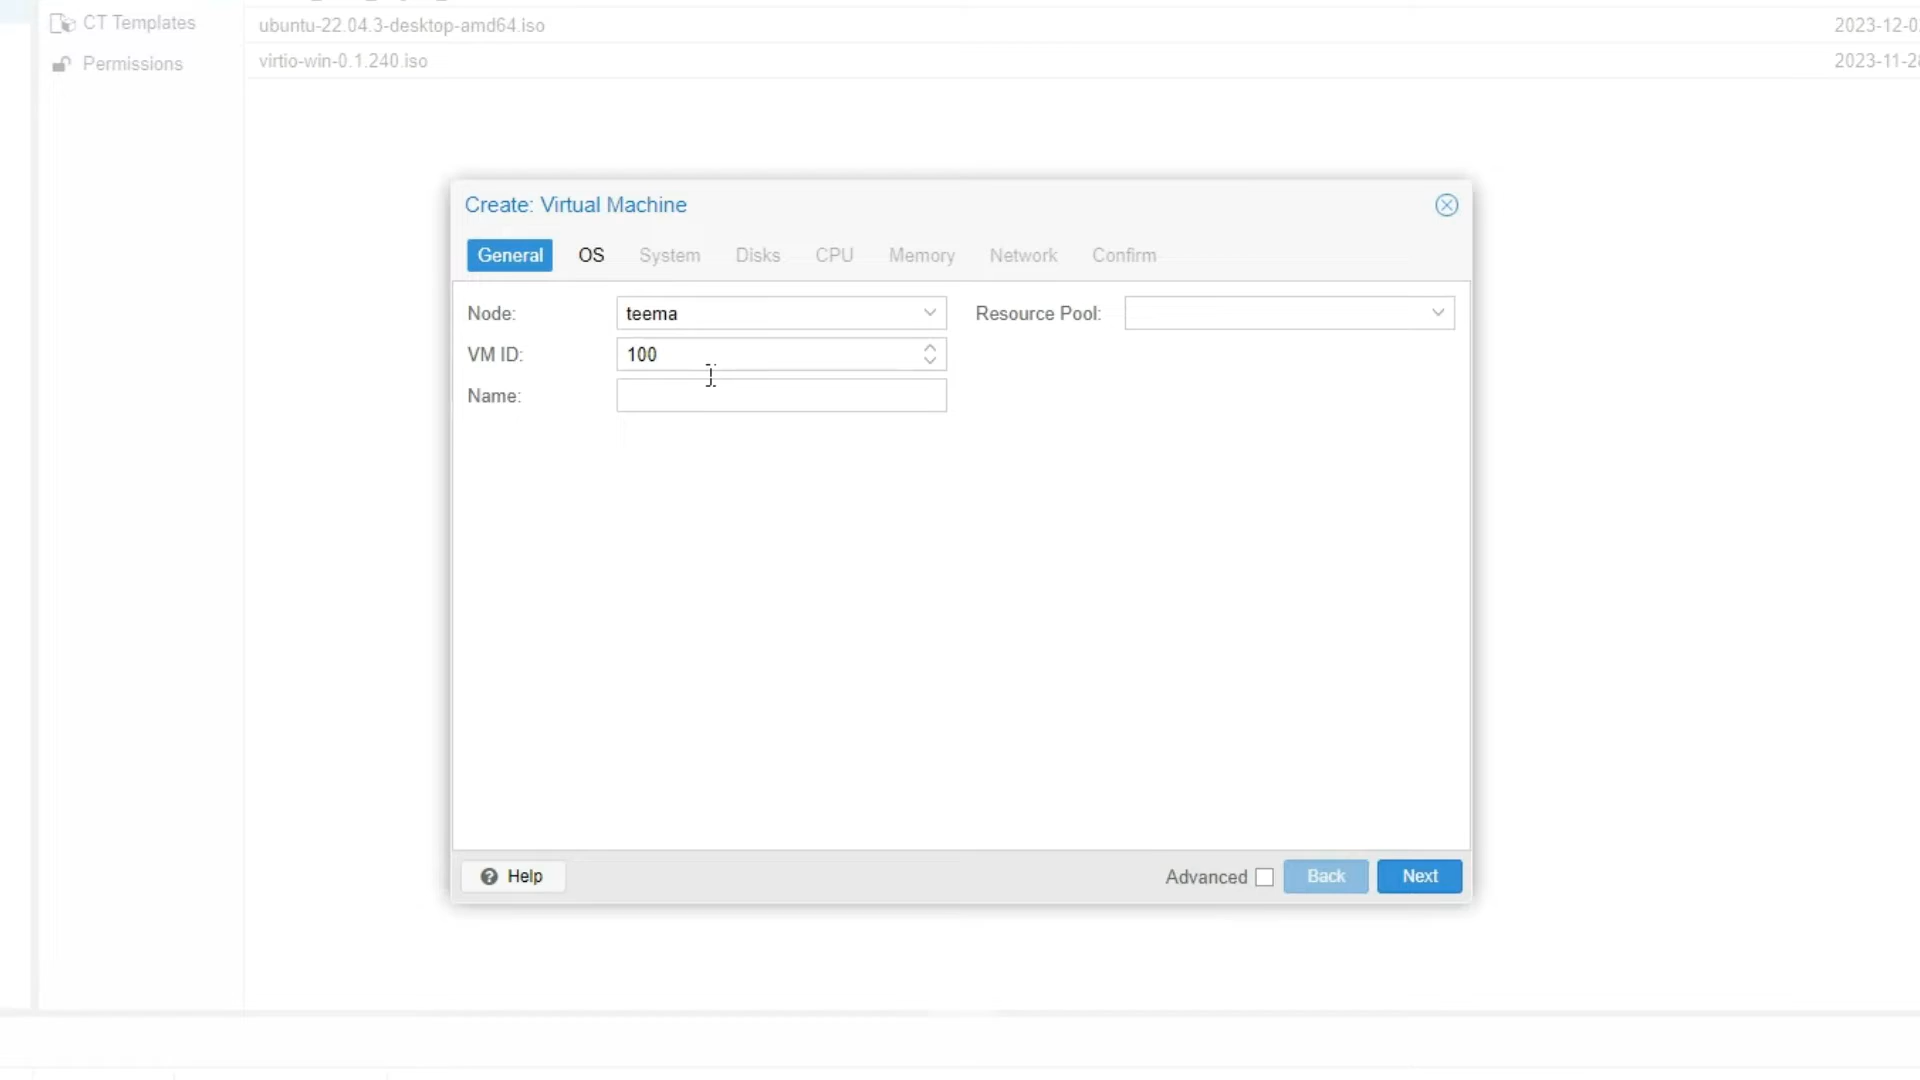 CT Templates
ubuntu-22.04.3-desktop-amd64.iso
2023-12-0
Permissions
virtio-win-0.1.240.iso
2023-11-28
Create: Virtual Machine
General OS System Disks CPU Memory Network Confirm
Node: teema
Resource Pool:
VM ID: 100
Name:
Help
Advanced
Back
Next